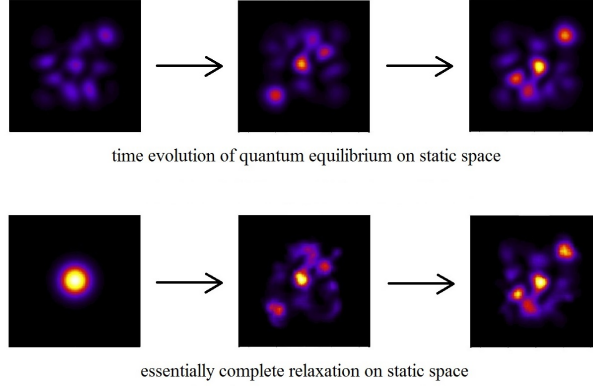 time evolution of quantum equilibrium on static space
essentially complete relaxation on static space